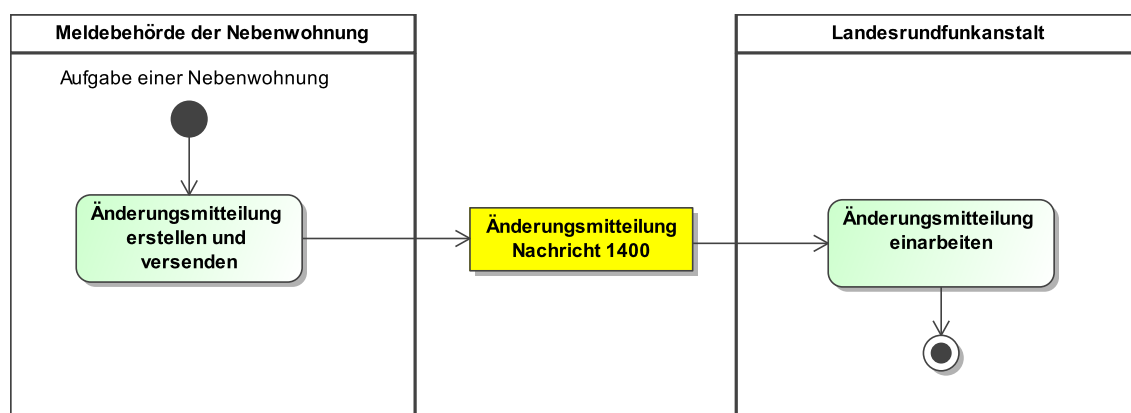 Meldebehörde der Nebenwohnung
Landesrundfunkanstalt
Aufgabe einer Nebenwohnung
Änderungsmitteilung
erstellen und
versenden
Änderungsmitteilung
Nachricht 1400
Änderungsmitteilung
einarbeiten